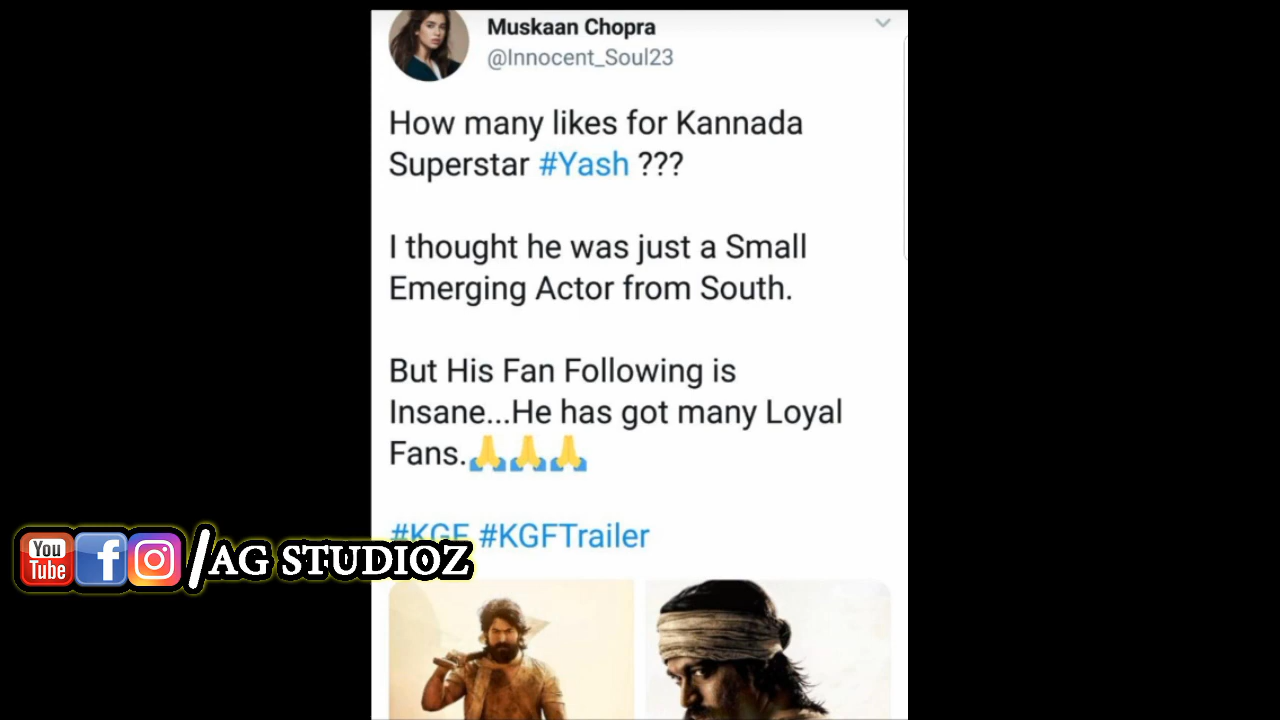 Muskaan Chopra
@Innocent_Soul23
How many likes for Kannada
Superstar #Yash ???
I thought he was just a Small
Emerging Actor from South.
But His Fan Following is
Insane...He has got many Loyal
Fans.🙏🙏🙏
#KGF #KGFTrailer
You
Tube
f
/AG STUDIOZ